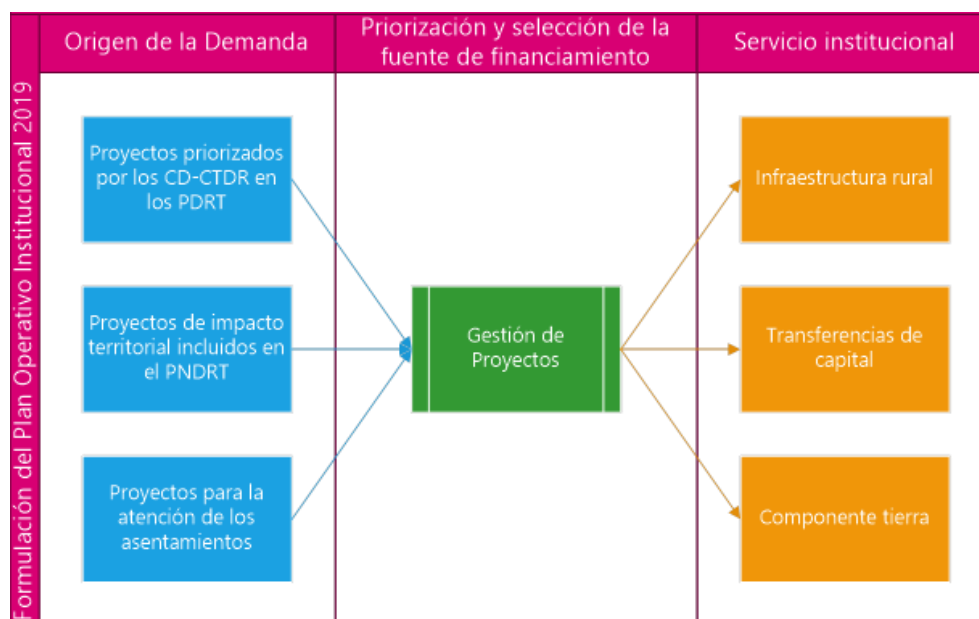 Formulación del Plan Operativo Institucional 2019
Origen de la Demanda
Priorización y selección de la
fuente de financiamiento
Servicio institucional
Proyectos priorizados
por los CD-CTDR en
los PDRT
Proyectos de impacto
territorial incluidos en
el PNDRT
Proyectos para la
atención de los
asentamientos
Gestión de
Proyectos
Infraestructura rural
Transferencias de
capital
Componente tierra